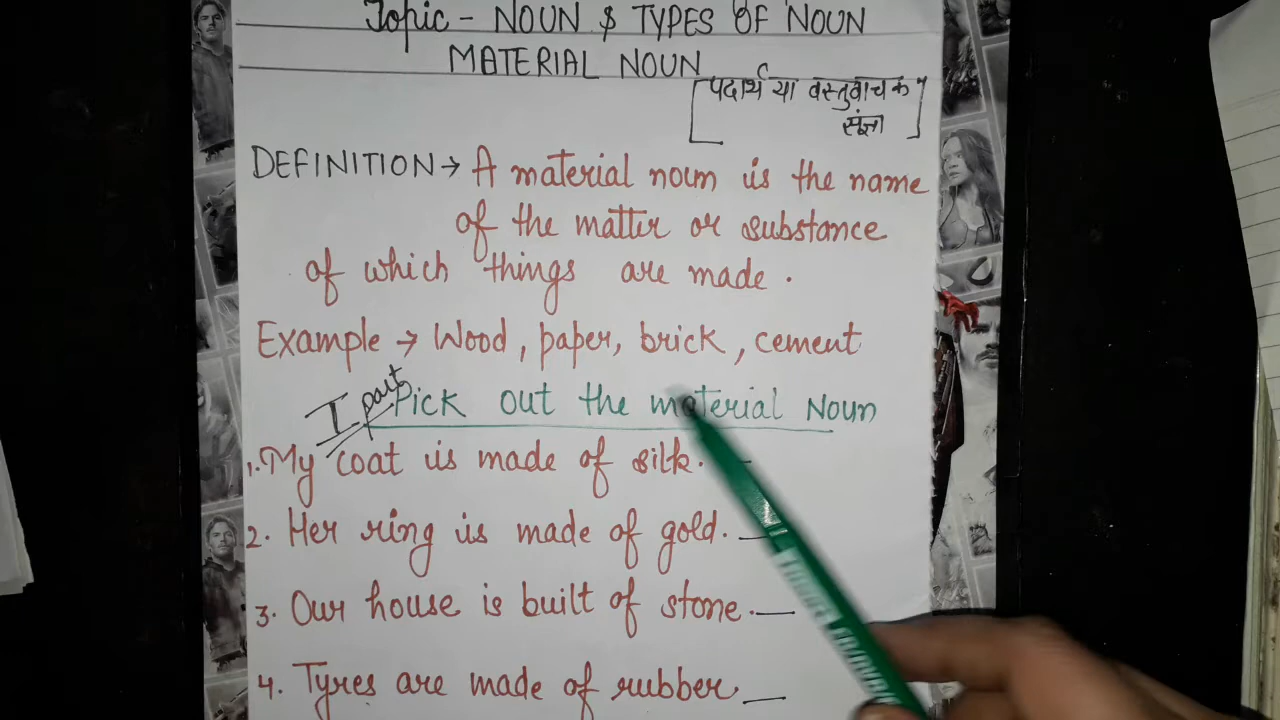 Topic - NOUN & TYPES OF NOUN
MATERIAL NOUN
[पदार्थ या वस्तुवाचक
संज्ञा]
DEFINITION → A material noun is the name
of the matter or substance
of which things are made.
Example → Wood, paper, brick, cement
I part
Pick out the material Noun
1. My coat is made of silk. —
2. Her ring is made of gold. —
3. Our house is built of stone. —
4. Tyres are made of rubber. —